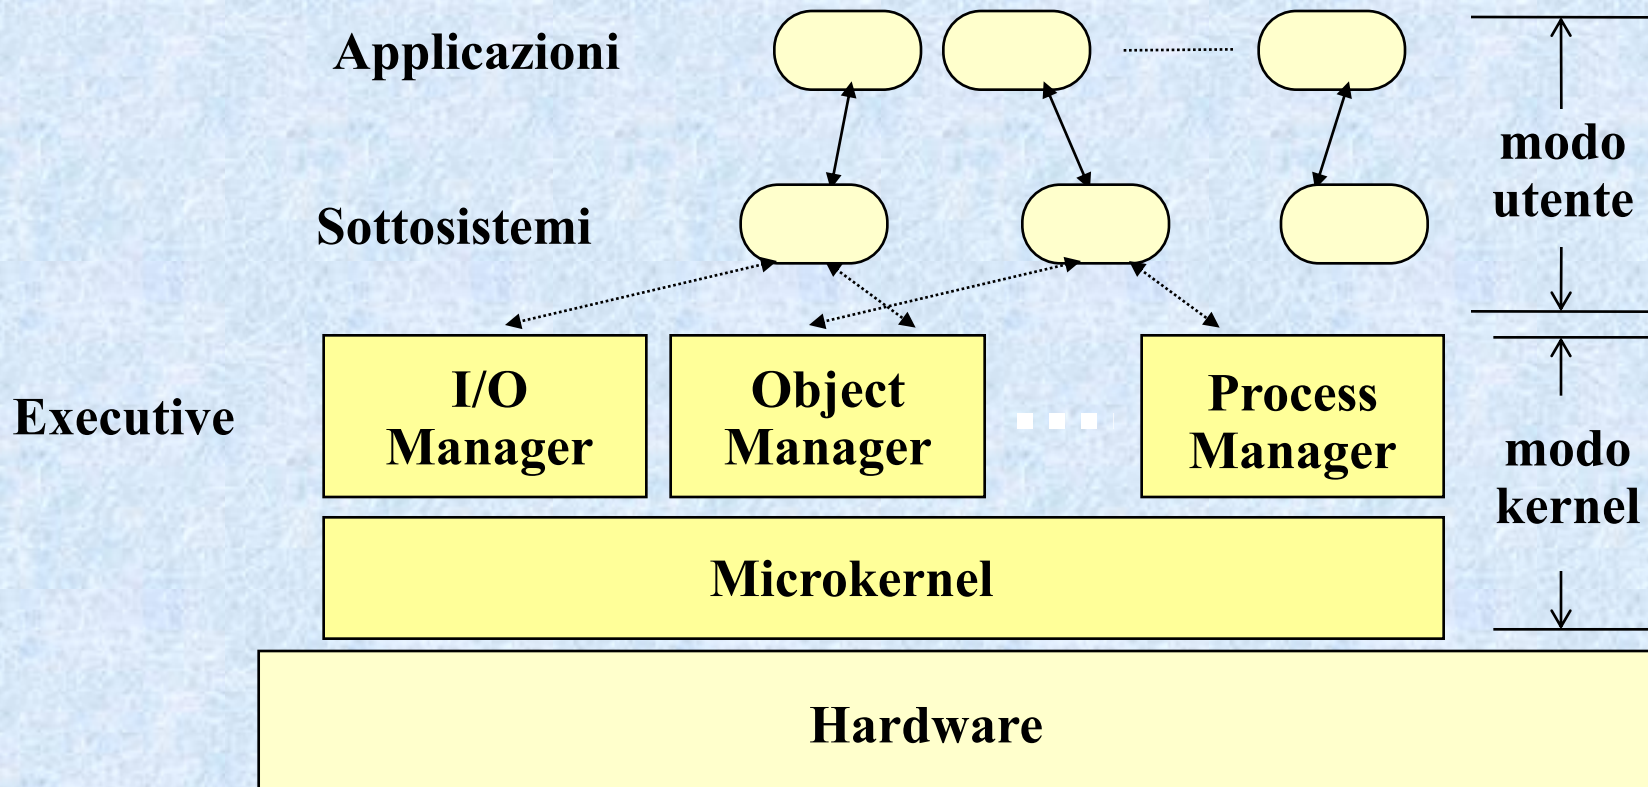 Applicazioni
modo
utente
Sottosistemi
Executive
I/O
Manager
Object
Manager
Process
Manager
modo
kernel
Microkernel
Hardware